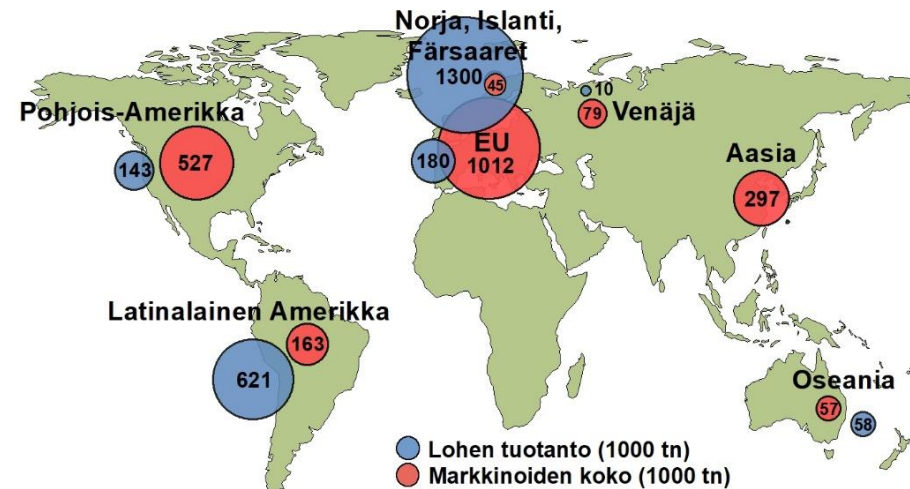 Norja, Islanti,
Färsaaret
1300
45
10
Pohjois-Amerikka
79 Venäjä
EU
527
143
180
1012
Aasia
297
Latinalainen Amerikka
163
621
Oseania
57
58
Lohen tuotanto (1000 tn)
Markkinoiden koko (1000 tn)